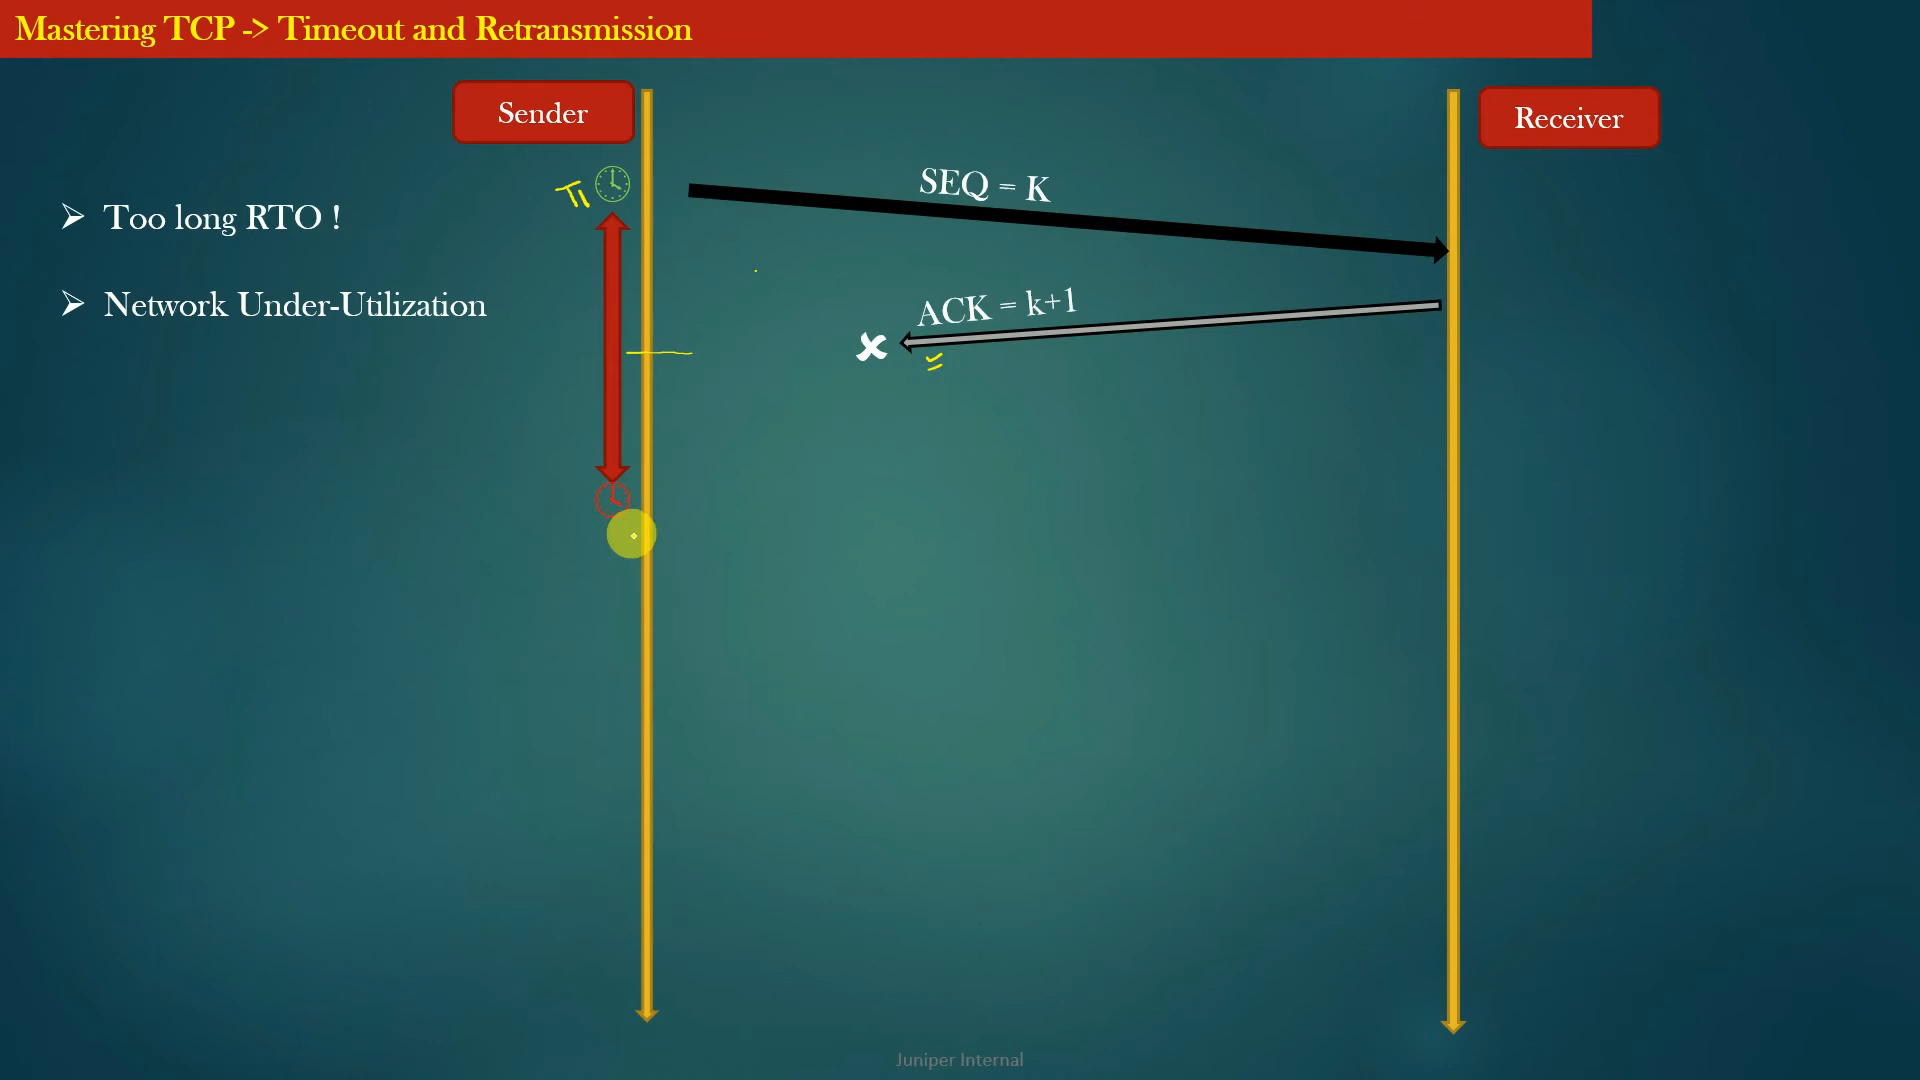 Mastering TCP -> Timeout and Retransmission
Sender
Receiver
SEQ = K
Too long RTO !
ACK = k+1
Network Under-Utilization
Juniper Internal